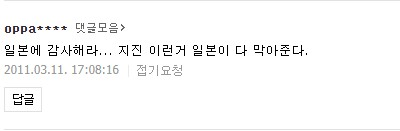 oppa**** 댓글모음>
일본에 감사해라... 지진 이런거 일본이 다 막아준다.
2011.03.11. 17:08:16 | 접기요청
답글